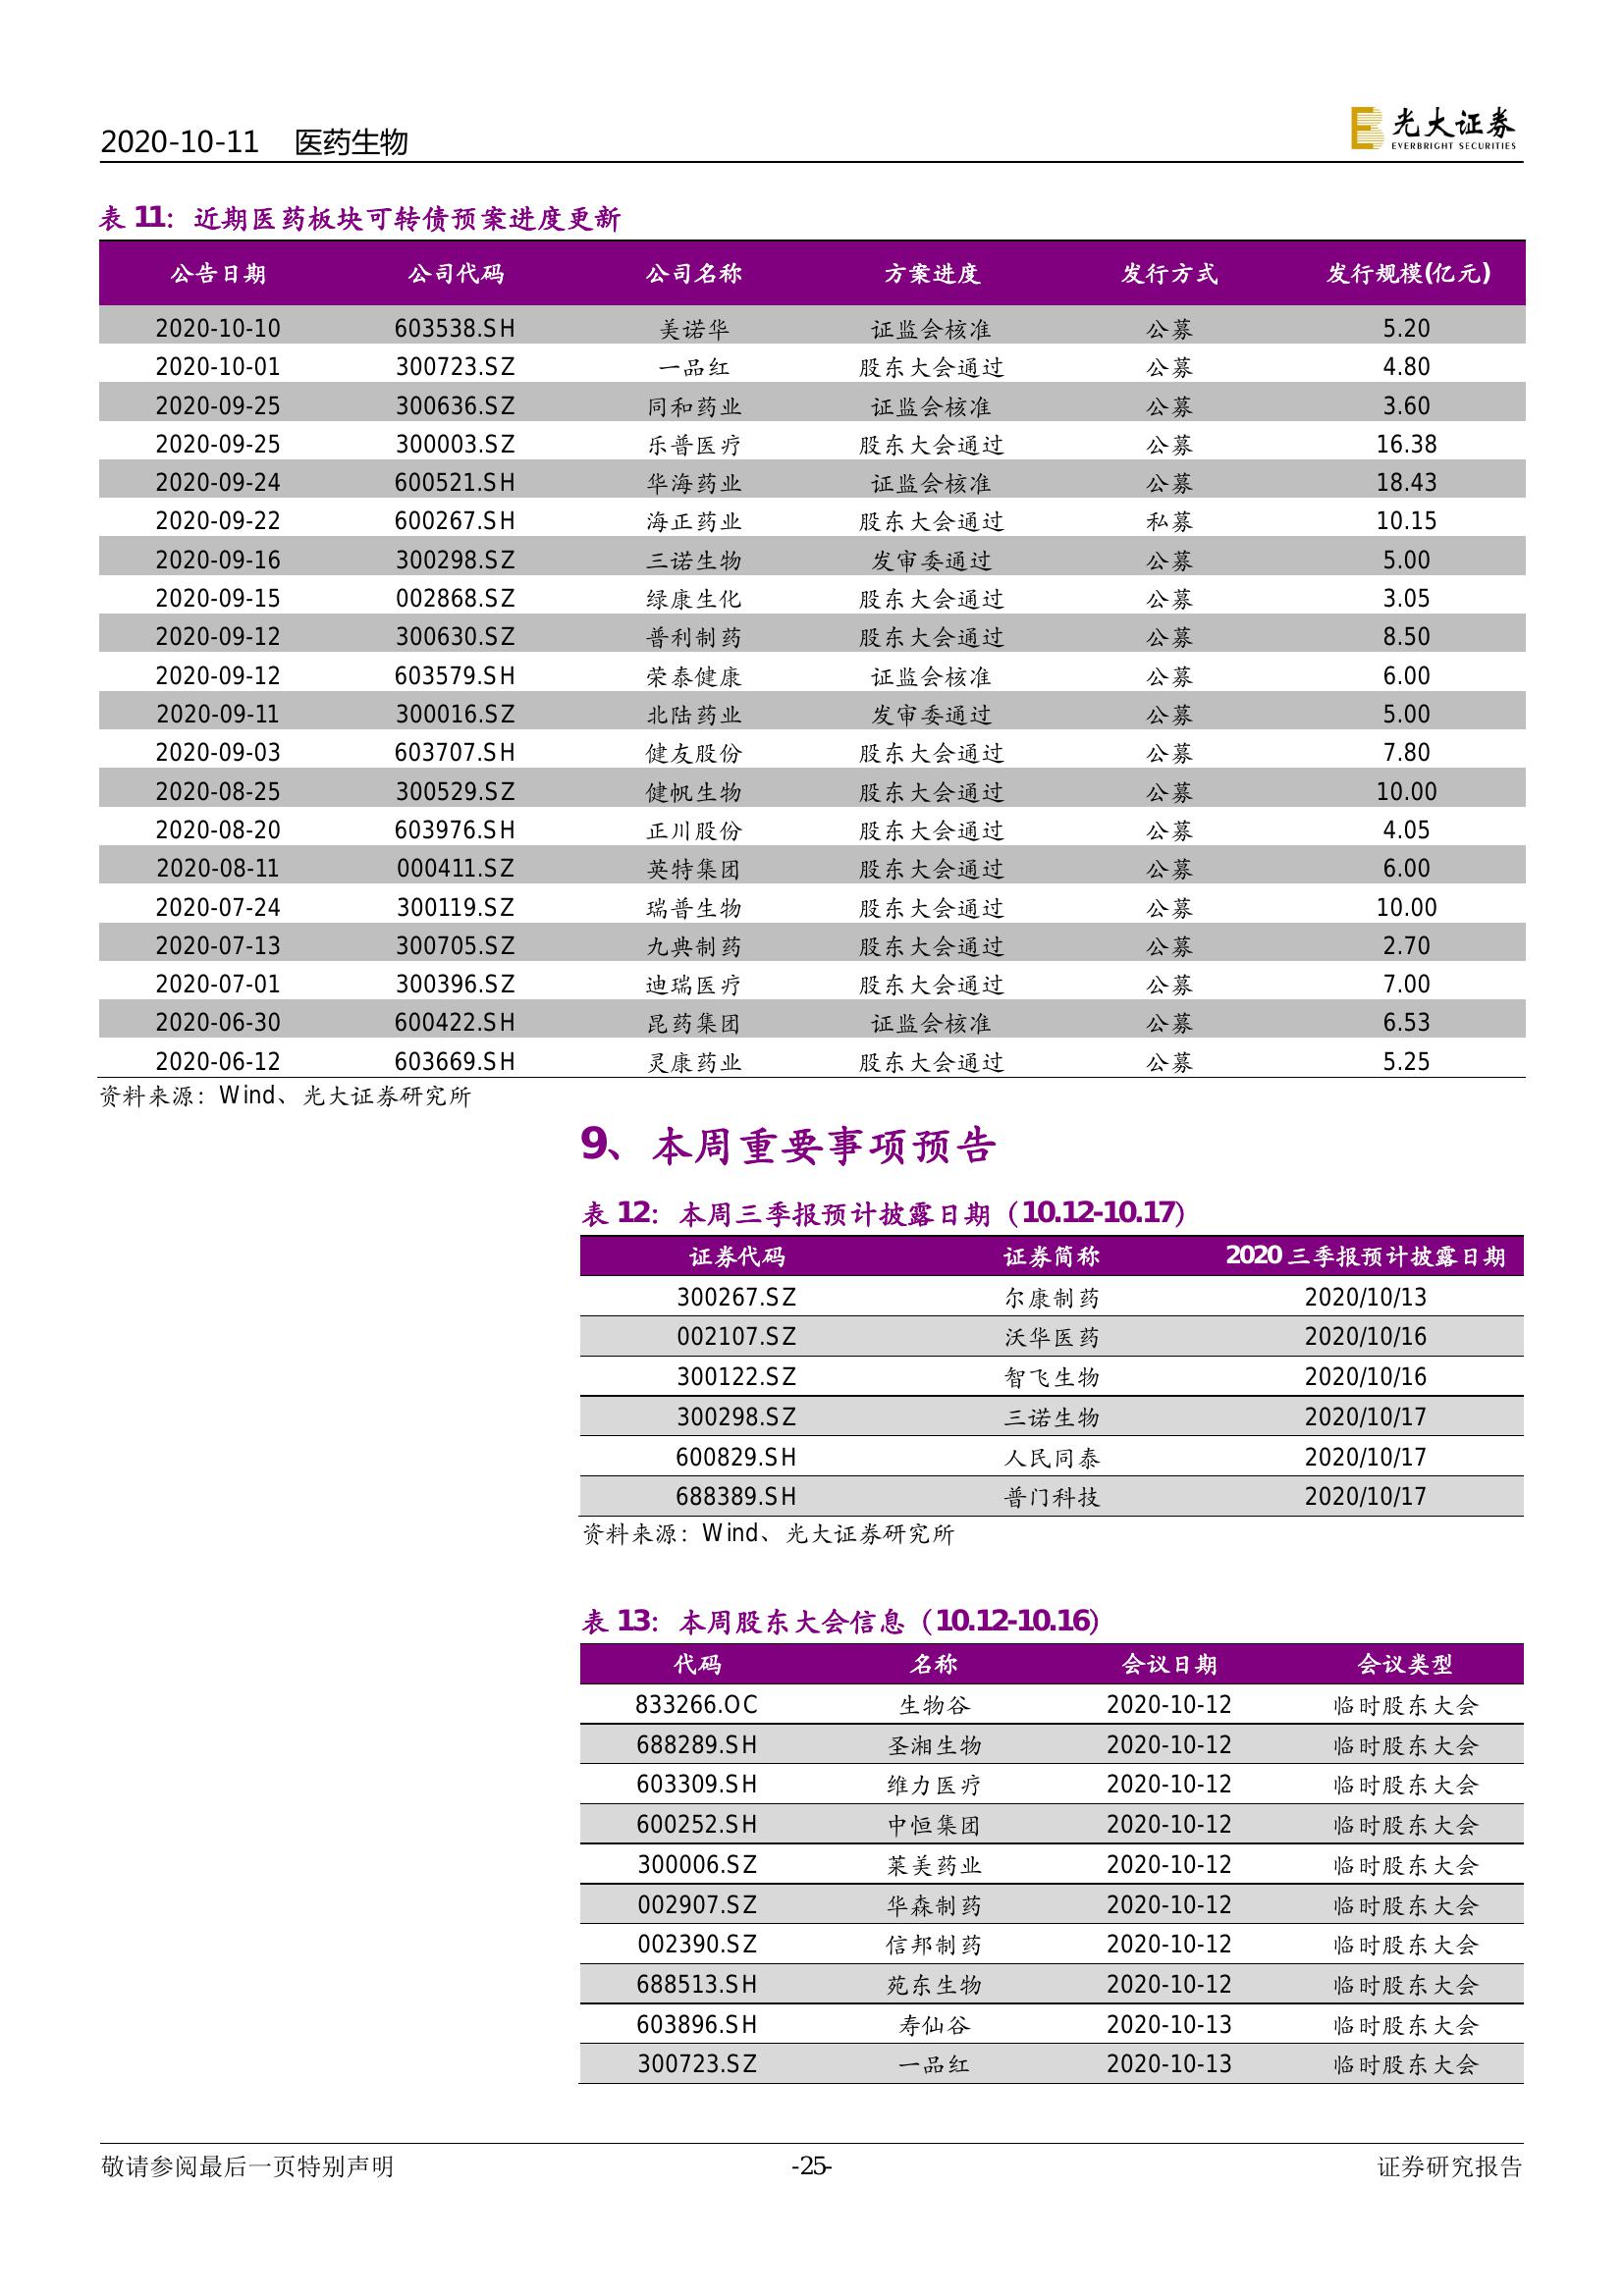 2020-10-11 医药生物
光大证券
EVERBRIGHT SECURITIES
表 11：近期医药板块可转债预案进度更新
公告日期 公司代码 公司名称 方案进度 发行方式 发行规模(亿元)
2020-10-10 603538.SH 美诺华 证监会核准 公募 5.20
2020-10-01 300723.SZ 一品红 股东大会通过 公募 4.80
2020-09-25 300636.SZ 同和药业 证监会核准 公募 3.60
2020-09-25 300003.SZ 乐普医疗 股东大会通过 公募 16.38
2020-09-24 600521.SH 华海药业 证监会核准 公募 18.43
2020-09-22 600267.SH 海正药业 股东大会通过 私募 10.15
2020-09-16 300298.SZ 三诺生物 发审委通过 公募 5.00
2020-09-15 002868.SZ 绿康生化 股东大会通过 公募 3.05
2020-09-12 300630.SZ 普利制药 股东大会通过 公募 8.50
2020-09-12 603579.SH 荣泰健康 证监会核准 公募 6.00
2020-09-11 300016.SZ 北陆药业 发审委通过 公募 5.00
2020-09-03 603707.SH 健友股份 股东大会通过 公募 7.80
2020-08-25 300529.SZ 健帆生物 股东大会通过 公募 10.00
2020-08-20 603976.SH 正川股份 股东大会通过 公募 4.05
2020-08-11 000411.SZ 英特集团 股东大会通过 公募 6.00
2020-07-24 300119.SZ 瑞普生物 股东大会通过 公募 10.00
2020-07-13 300705.SZ 九典制药 股东大会通过 公募 2.70
2020-07-01 300396.SZ 迪瑞医疗 股东大会通过 公募 7.00
2020-06-30 600422.SH 昆药集团 证监会核准 公募 6.53
2020-06-12 603669.SH 灵康药业 股东大会通过 公募 5.25
资料来源：Wind、光大证券研究所
9、本周重要事项预告
表 12：本周三季报预计披露日期（10.12-10.17）
证券代码 证券简称 2020 三季报预计披露日期
300267.SZ 尔康制药 2020/10/13
002107.SZ 沃华医药 2020/10/16
300122.SZ 智飞生物 2020/10/16
300298.SZ 三诺生物 2020/10/17
600829.SH 人民同泰 2020/10/17
688389.SH 普门科技 2020/10/17
资料来源：Wind、光大证券研究所
表 13：本周股东大会信息（10.12-10.16）
代码 名称 会议日期 会议类型
833266.OC 生物谷 2020-10-12 临时股东大会
688289.SH 圣湘生物 2020-10-12 临时股东大会
603309.SH 维力医疗 2020-10-12 临时股东大会
600252.SH 中恒集团 2020-10-12 临时股东大会
300006.SZ 莱美药业 2020-10-12 临时股东大会
002907.SZ 华森制药 2020-10-12 临时股东大会
002390.SZ 信邦制药 2020-10-12 临时股东大会
688513.SH 苑东生物 2020-10-12 临时股东大会
603896.SH 寿仙谷 2020-10-13 临时股东大会
300723.SZ 一品红 2020-10-13 临时股东大会
敬请参阅最后一页特别声明 -25- 证券研究报告